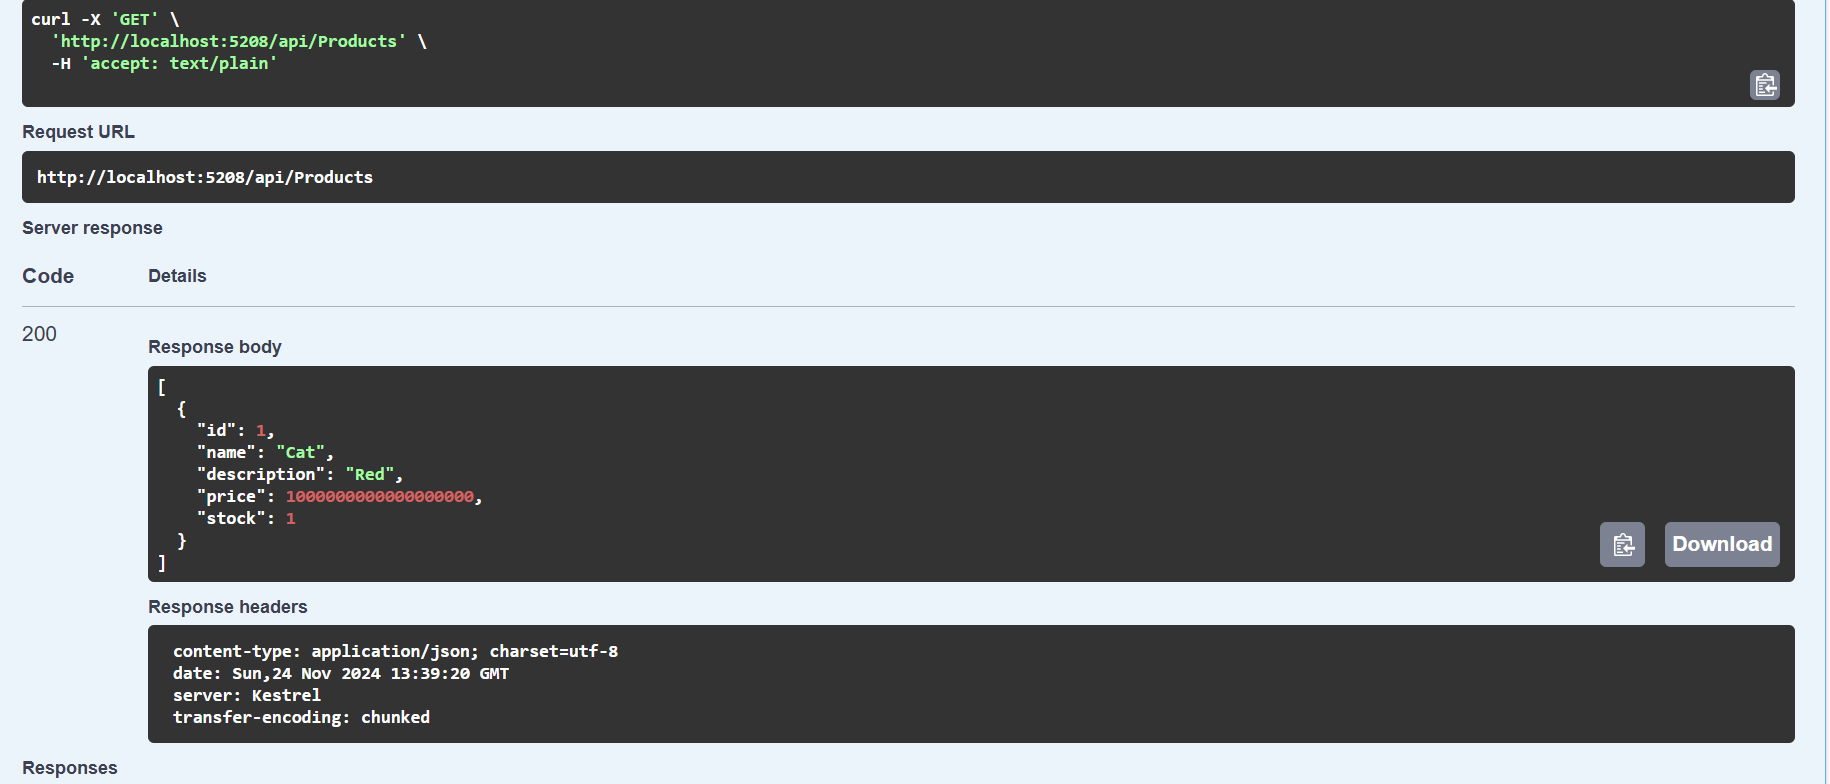 curl -X 'GET' \
  'http://localhost:5208/api/Products' \
  -H 'accept: text/plain'
Request URL
http://localhost:5208/api/Products
Server response
Code Details
200
Response body
[
  {
    "id": 1,
    "name": "Cat",
    "description": "Red",
    "price": 1000000000000000000,
    "stock": 1
  }
]
Download
Response headers
content-type: application/json; charset=utf-8
date: Sun,24 Nov 2024 13:39:20 GMT
server: Kestrel
transfer-encoding: chunked
Responses